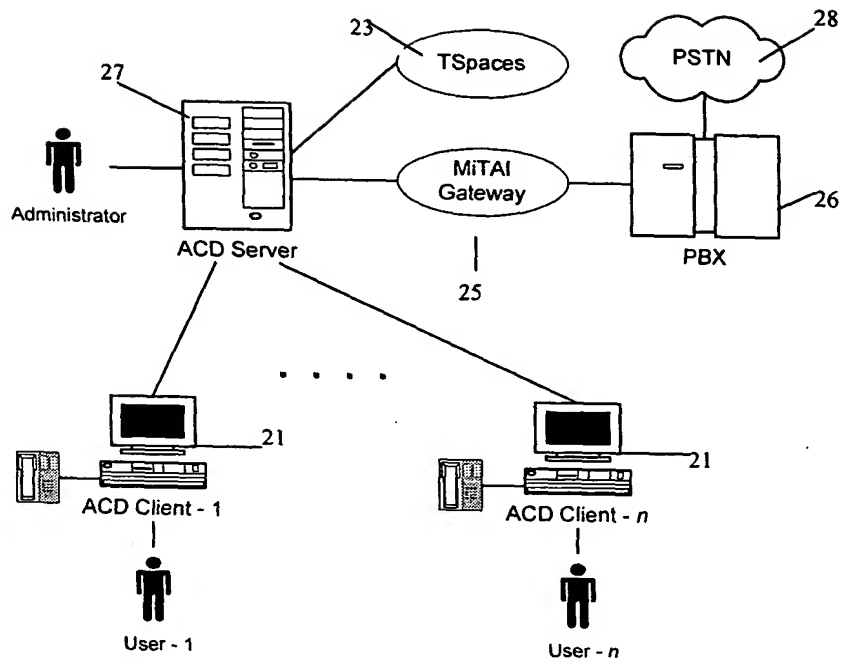 23
TSpaces
PSTN
28
27
MiTAI
Gateway
Administrator
ACD Server
25
PBX
26
21
21
ACD Client - 1
ACD Client - n
User - 1
User - n